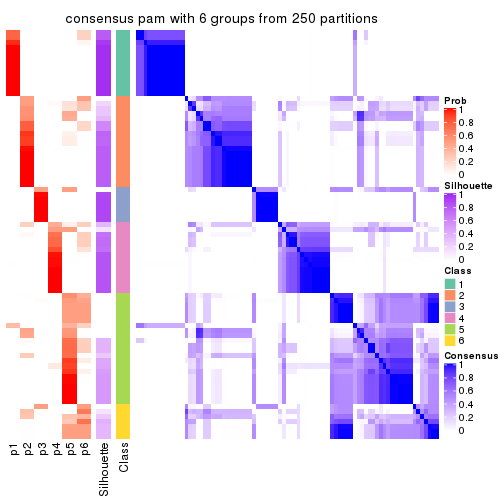 consensus pam with 6 groups from 250 partitions
Prob
1
0.8
0.6
0.4
0.2
0
Silhouette
1
0.8
0.6
0.4
0.2
0
Class
1
2
3
4
5
6
Consensus
1
0.8
0.6
0.4
0.2
0
p1
p2
p3
p4
p5
p6
Silhouette
Class